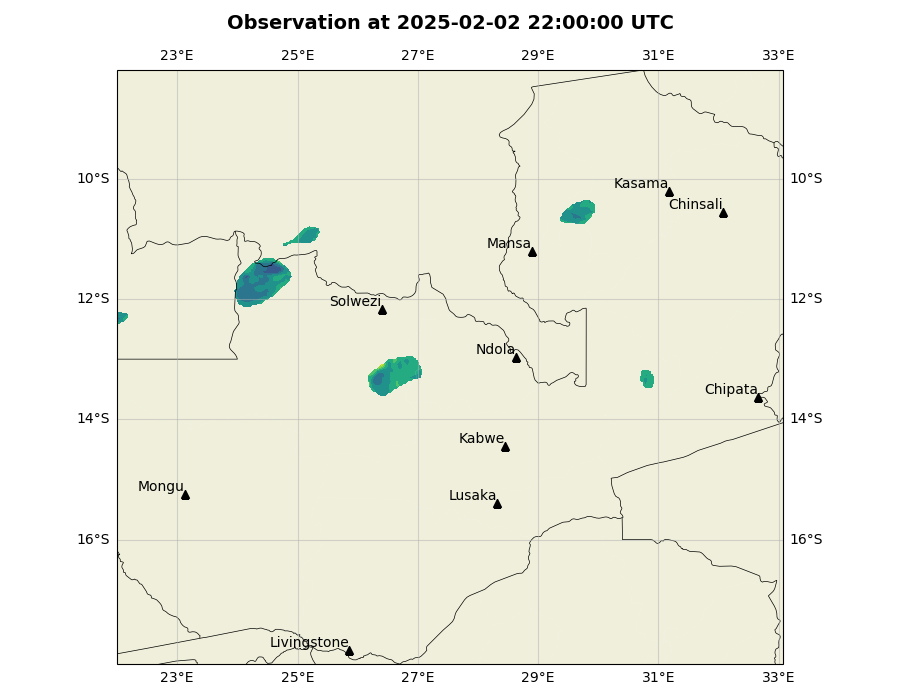 Observation at 2025-02-02 22:00:00 UTC
23°E 25°E 27°E 29°E 31°E 33°E
10°S 10°S
Kasama
Chinsali
Mansa
12°S 12°S
Solwezi
Ndola
Chipata
14°S 14°S
Kabwe
Mongu
Lusaka
16°S 16°S
Livingstone
23°E 25°E 27°E 29°E 31°E 33°E